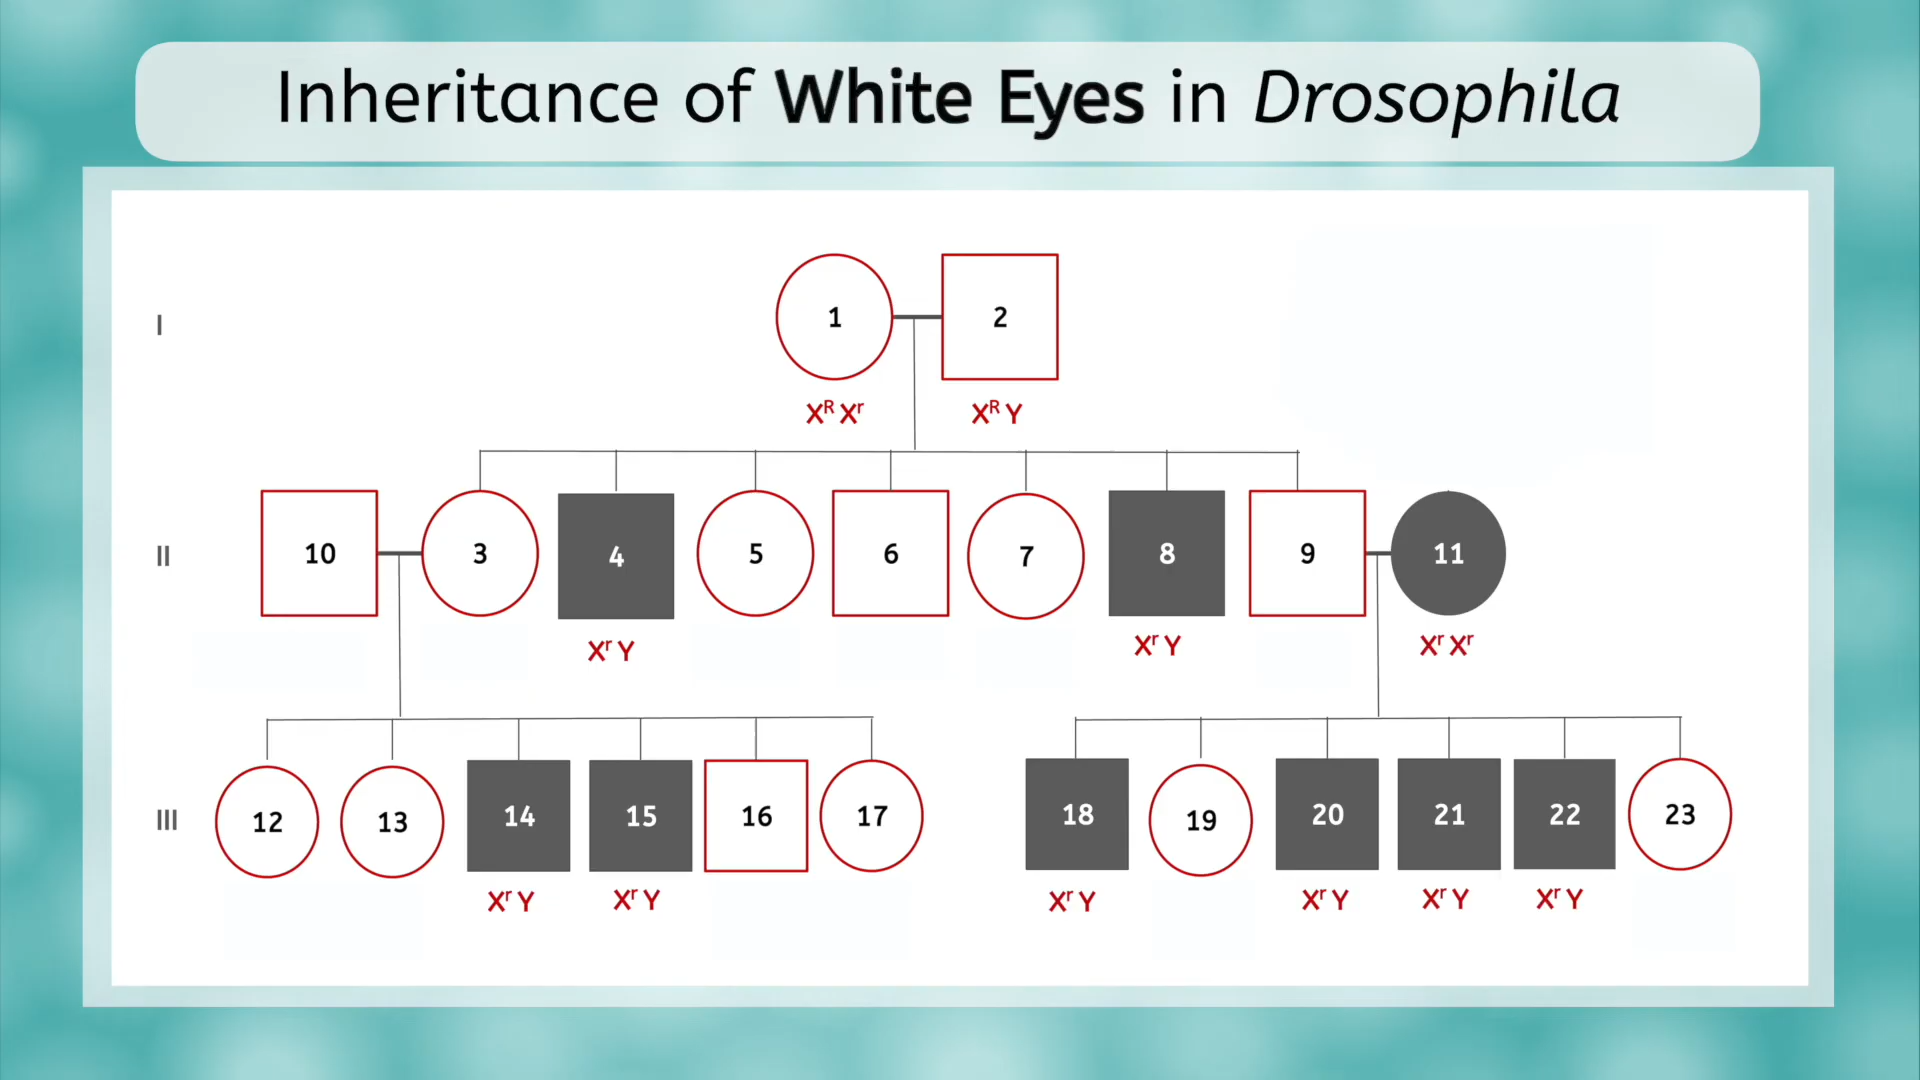 Inheritance of White Eyes in Drosophila
I
1
2
Xᴿ Xʳ
Xᴿ Y
II
10
3
4
5
6
7
8
9
11
Xʳ Y
Xʳ Y
Xʳ Xʳ
III
12
13
14
15
16
17
18
19
20
21
22
23
Xʳ Y
Xʳ Y
Xʳ Y
Xʳ Y
Xʳ Y
Xʳ Y